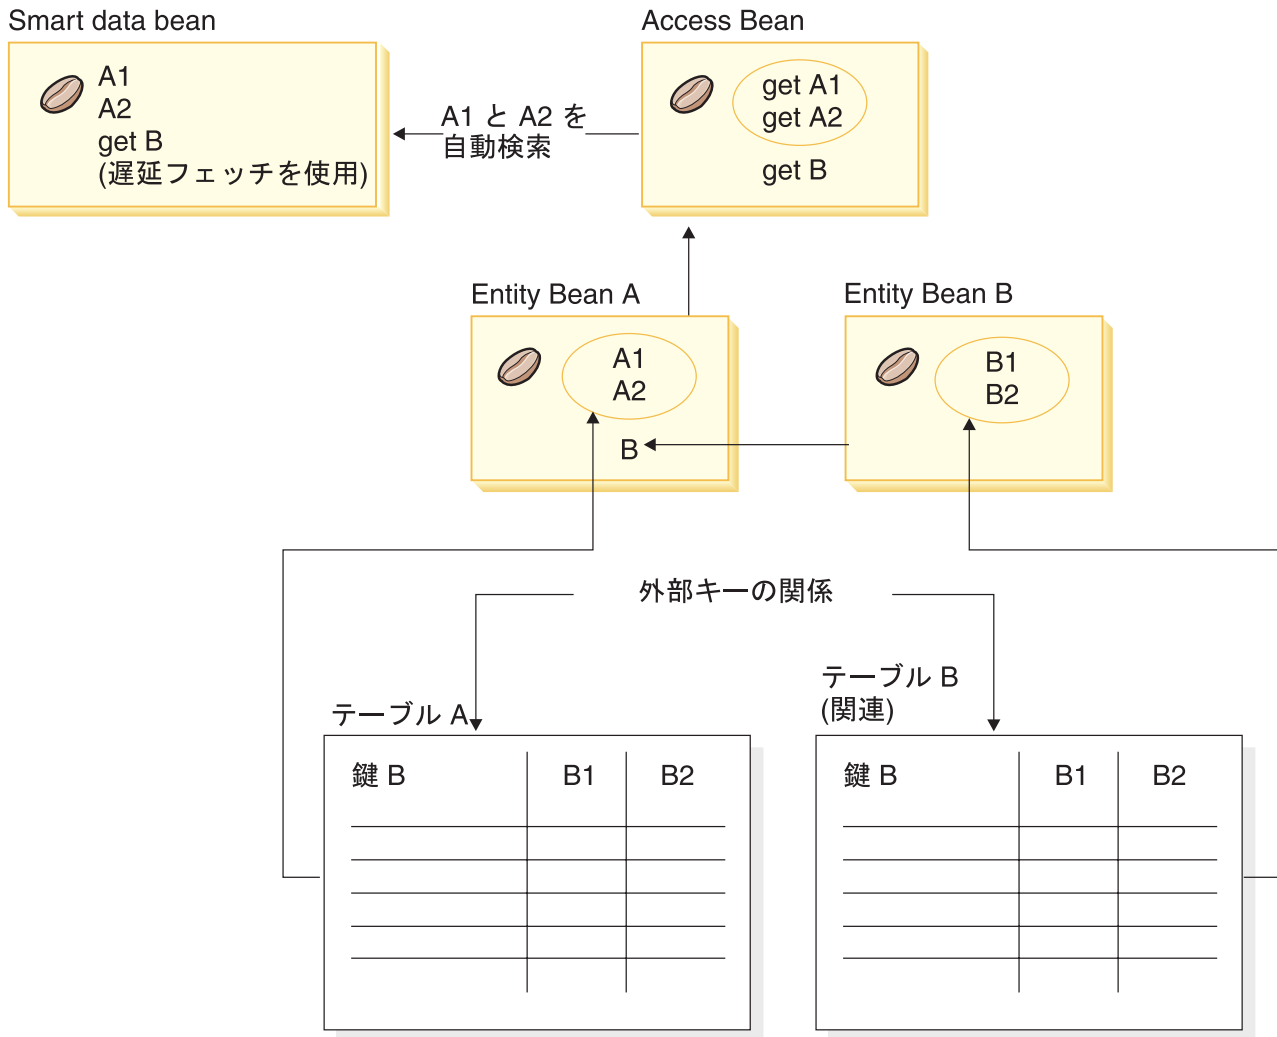 Smart data bean
A1
A2
get B
(遅延フェッチを使用)
A1 と A2 を
自動検索
Access Bean
get A1
get A2
get B
Entity Bean A
A1
A2
B
Entity Bean B
B1
B2
外部キーの関係
テーブル A
鍵 B B1 B2
テーブル B
(関連)
鍵 B B1 B2